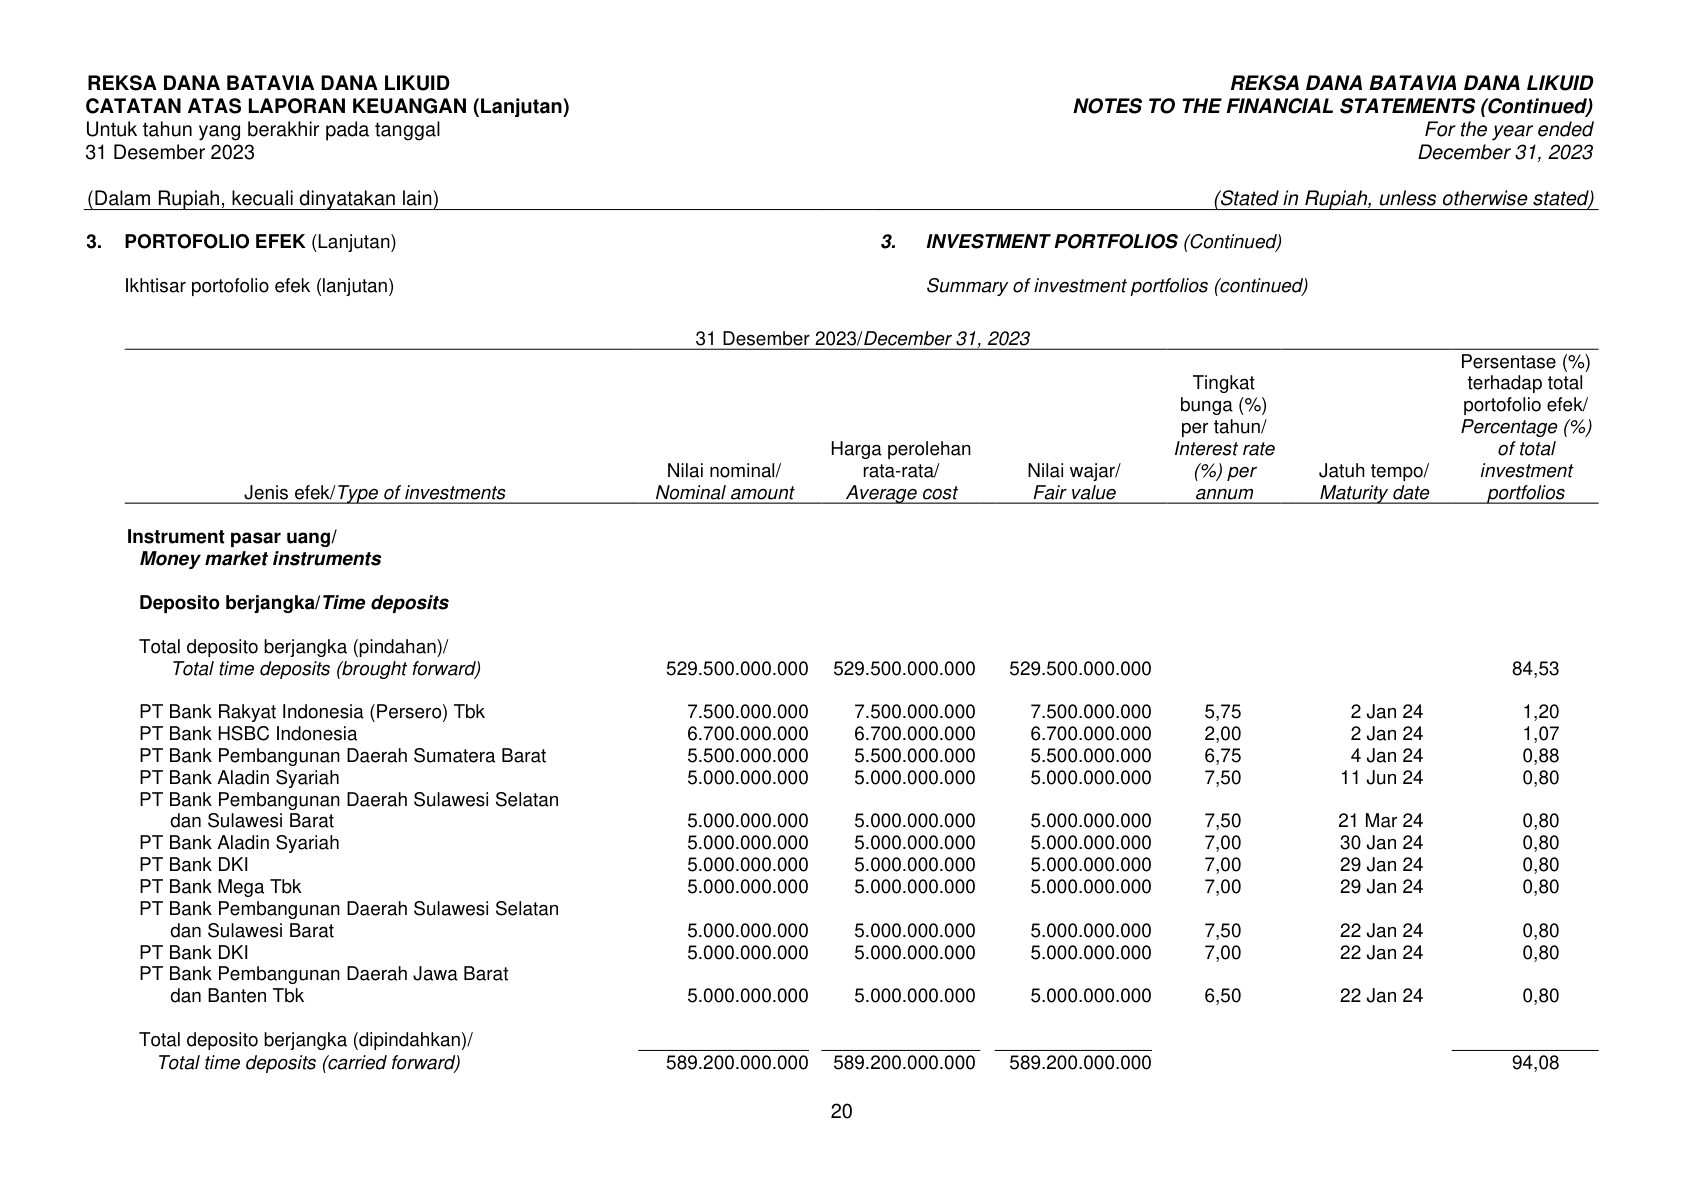 REKSA DANA BATAVIA DANA LIKUID
CATATAN ATAS LAPORAN KEUANGAN (Lanjutan)
Untuk tahun yang berakhir pada tanggal
31 Desember 2023
(Dalam Rupiah, kecuali dinyatakan lain)
REKSA DANA BATAVIA DANA LIKUID
NOTES TO THE FINANCIAL STATEMENTS (Continued)
For the year ended
December 31, 2023
(Stated in Rupiah, unless otherwise stated)
3. PORTOFOLIO EFEK (Lanjutan)
Ikhtisar portofolio efek (lanjutan)
3. INVESTMENT PORTFOLIOS (Continued)
Summary of investment portfolios (continued)
31 Desember 2023/December 31, 2023
Jenis efek/Type of investments
Nilai nominal/
Nominal amount
Harga perolehan
rata-rata/
Average cost
Nilai wajar/
Fair value
Tingkat
bunga (%)
per tahun/
Interest rate
(%) per
annum
Jatuh tempo/
Maturity date
Persentase (%)
terhadap total
portofolio efek/
Percentage (%)
of total
investment
portfolios
Instrument pasar uang/
Money market instruments
Deposito berjangka/Time deposits
Total deposito berjangka (pindahan)/
Total time deposits (brought forward) 529.500.000.000 529.500.000.000 529.500.000.000 84,53
PT Bank Rakyat Indonesia (Persero) Tbk 7.500.000.000 7.500.000.000 7.500.000.000 5,75 2 Jan 24 1,20
PT Bank HSBC Indonesia 6.700.000.000 6.700.000.000 6.700.000.000 2,00 2 Jan 24 1,07
PT Bank Pembangunan Daerah Sumatera Barat 5.500.000.000 5.500.000.000 5.500.000.000 6,75 4 Jan 24 0,88
PT Bank Aladin Syariah 5.000.000.000 5.000.000.000 5.000.000.000 7,50 11 Jun 24 0,80
PT Bank Pembangunan Daerah Sulawesi Selatan
dan Sulawesi Barat 5.000.000.000 5.000.000.000 5.000.000.000 7,50 21 Mar 24 0,80
PT Bank Aladin Syariah 5.000.000.000 5.000.000.000 5.000.000.000 7,00 30 Jan 24 0,80
PT Bank DKI 5.000.000.000 5.000.000.000 5.000.000.000 7,00 29 Jan 24 0,80
PT Bank Mega Tbk 5.000.000.000 5.000.000.000 5.000.000.000 7,00 29 Jan 24 0,80
PT Bank Pembangunan Daerah Sulawesi Selatan
dan Sulawesi Barat 5.000.000.000 5.000.000.000 5.000.000.000 7,50 22 Jan 24 0,80
PT Bank DKI 5.000.000.000 5.000.000.000 5.000.000.000 7,00 22 Jan 24 0,80
PT Bank Pembangunan Daerah Jawa Barat
dan Banten Tbk 5.000.000.000 5.000.000.000 5.000.000.000 6,50 22 Jan 24 0,80
Total deposito berjangka (dipindahkan)/
Total time deposits (carried forward) 589.200.000.000 589.200.000.000 589.200.000.000 94,08
20